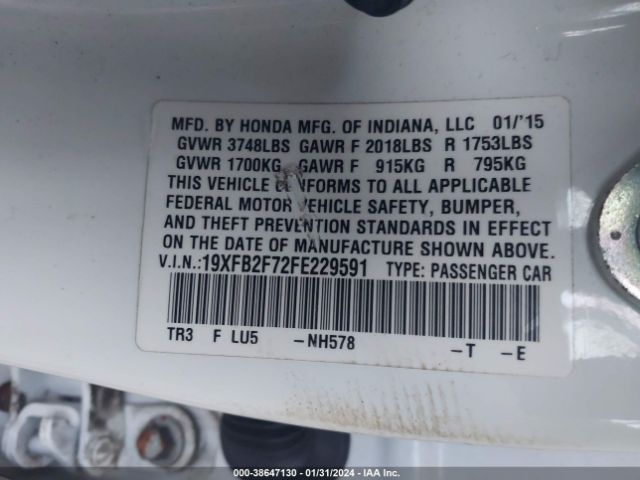 MFD. BY HONDA MFG. OF INDIANA, LLC 01/'15
GVWR 3748LBS GAWR F 2018LBS R 1753LBS
GVWR 1700KG GAWR F 915KG R 795KG
THIS VEHICLE CONFORMS TO ALL APPLICABLE
FEDERAL MOTOR VEHICLE SAFETY, BUMPER,
AND THEFT PREVENTION STANDARDS IN EFFECT
ON THE DATE OF MANUFACTURE SHOWN ABOVE.
V.I.N.:19XFB2F72FE229591 TYPE: PASSENGER CAR
TR3 F LU5 -NH578 -T -E
000-38647130 - 01/31/2024 - IAA Inc.